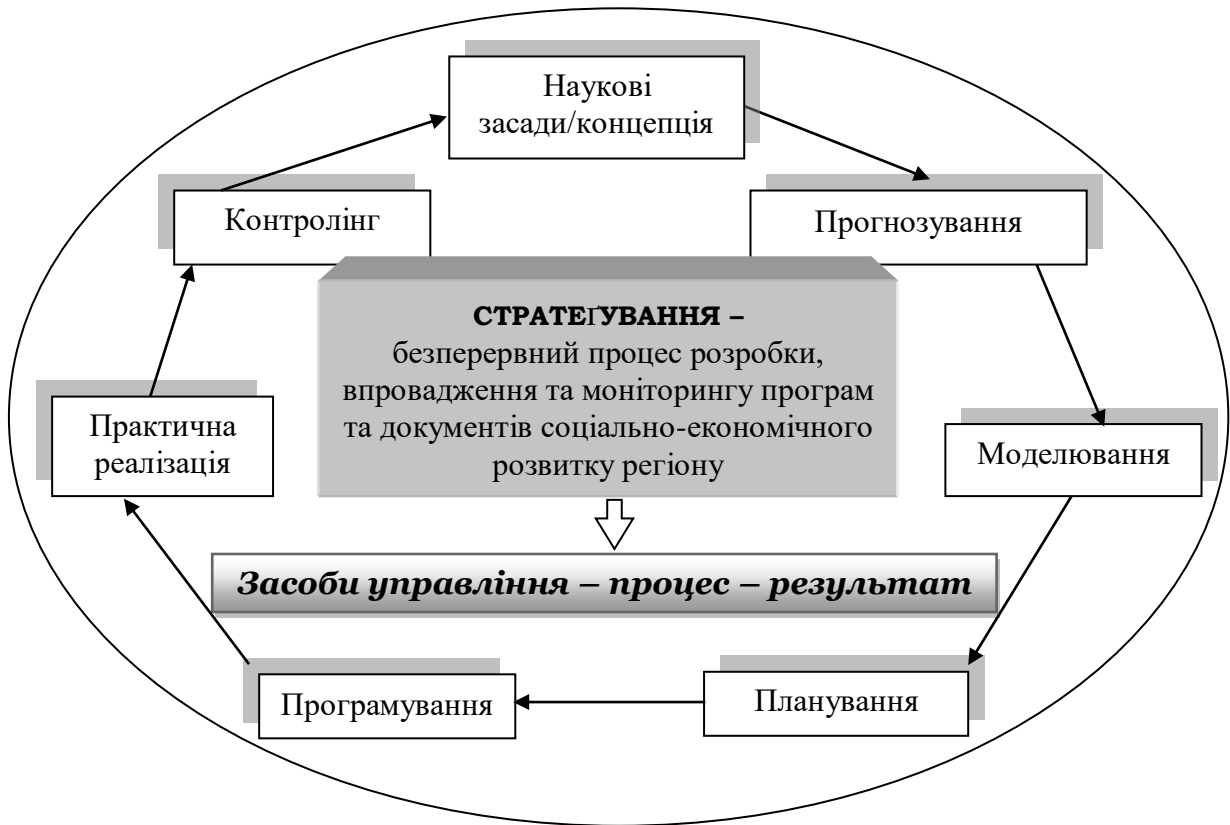 Наукові
засади/концепція
Контролінг
Прогнозування
СТРАТЕҐУВАННЯ –
безперервний процес розробки,
впровадження та моніторингу програм
та документів соціально-економічного
розвитку регіону
Практична
реалізація
Моделювання
Засоби управління – процес – результат
Програмування
Планування